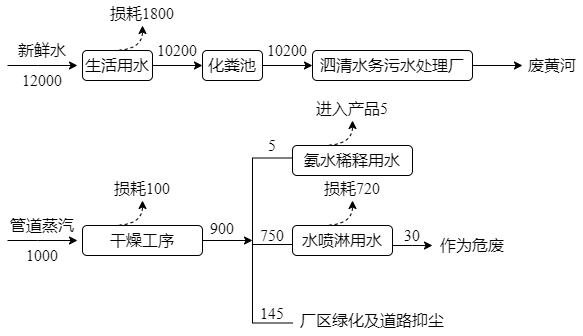 损耗1800
新鲜水
12000
生活用水
10200
化粪池
10200
泗清水务污水处理厂
废黄河
进入产品5
5
氨水稀释用水
损耗100
损耗720
管道蒸汽
1000
干燥工序
900
750
水喷淋用水
30
作为危废
145
厂区绿化及道路抑尘